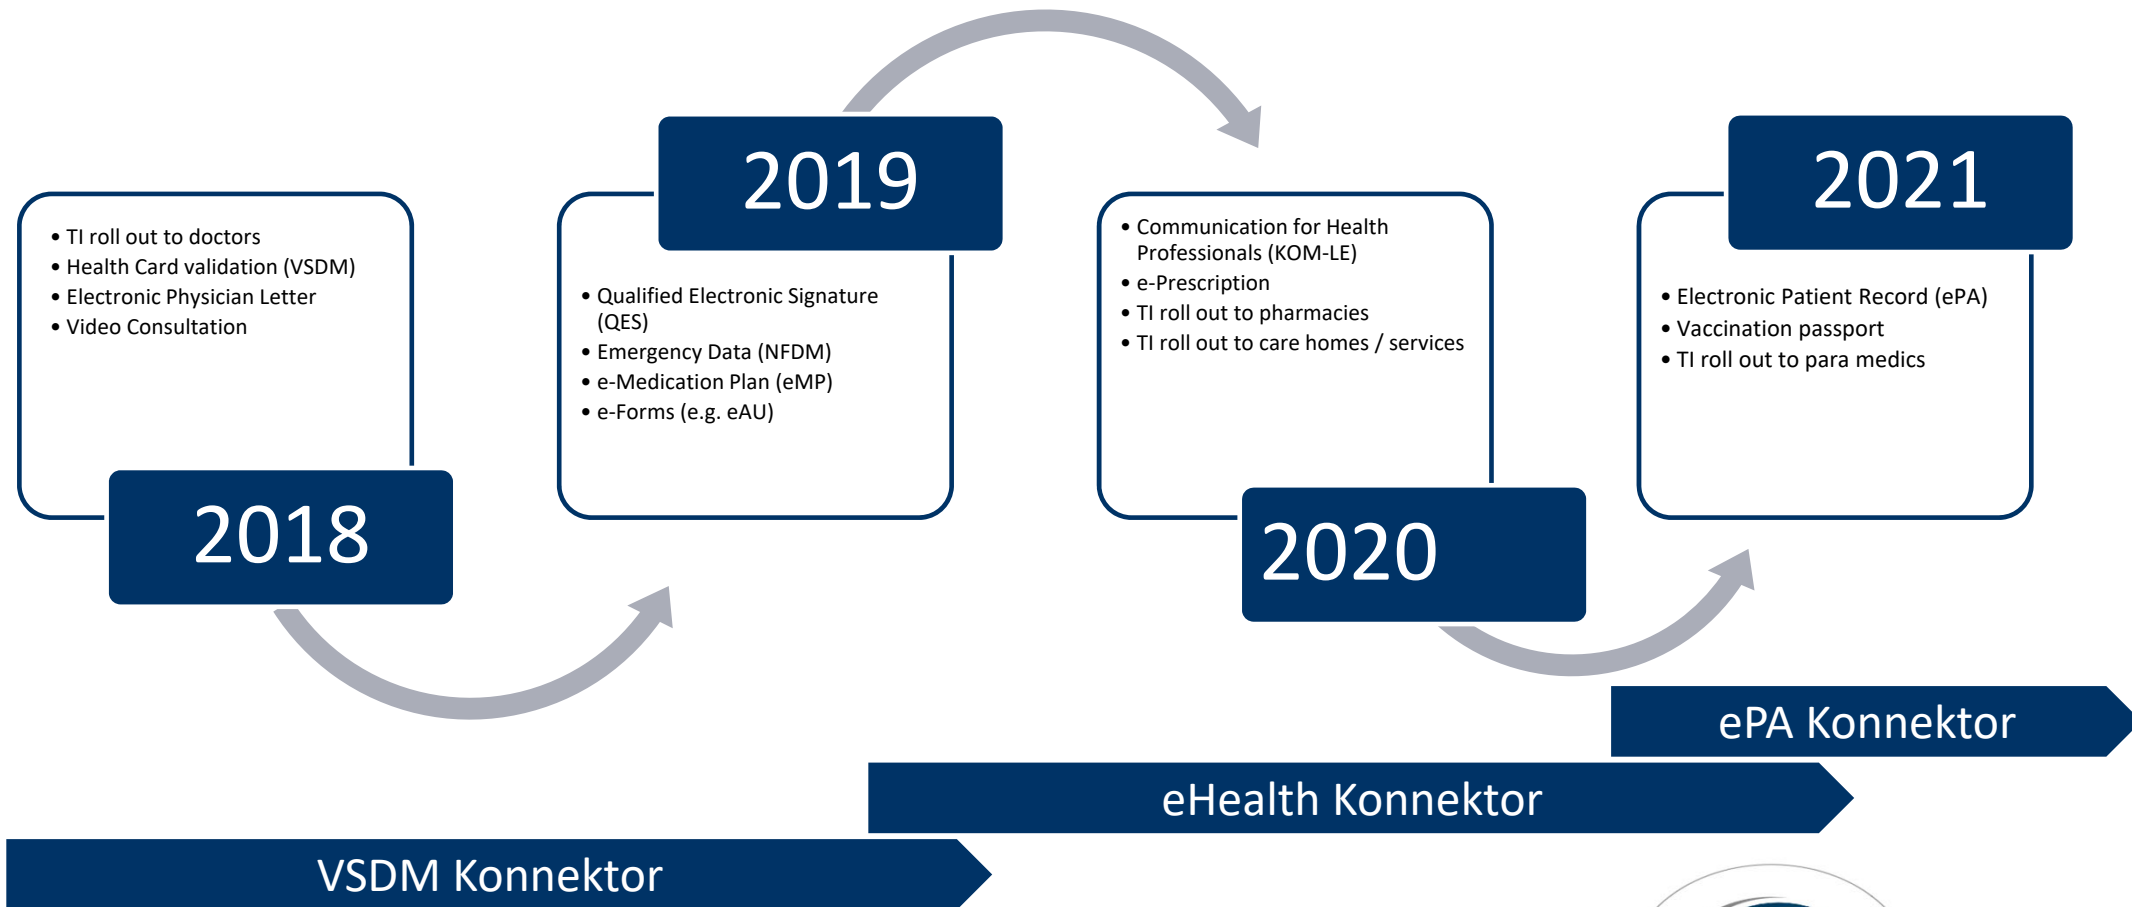 • TI roll out to doctors
• Health Card validation (VSDM)
• Electronic Physician Letter
• Video Consultation
2018
2019
• Qualified Electronic Signature
(QES)
• Emergency Data (NFDM)
• e-Medication Plan (eMP)
• e-Forms (e.g. eAU)
• Communication for Health
Professionals (KOM-LE)
• e-Prescription
• TI roll out to pharmacies
• TI roll out to care homes / services
2020
2021
• Electronic Patient Record (ePA)
• Vaccination passport
• TI roll out to para medics
ePA Konnektor
eHealth Konnektor
VSDM Konnektor